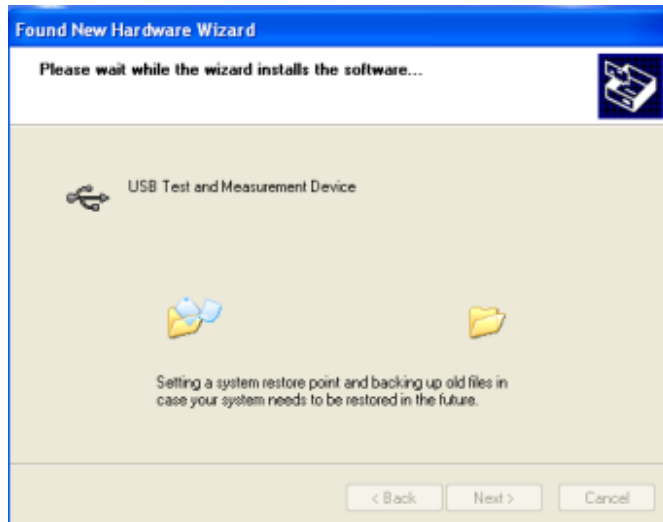 Found New Hardware Wizard
Please wait while the wizard installs the software...
USB Test and Measurement Device
Setting a system restore point and backing up old files in
case your system needs to be restored in the future.
< Back   Next >   Cancel